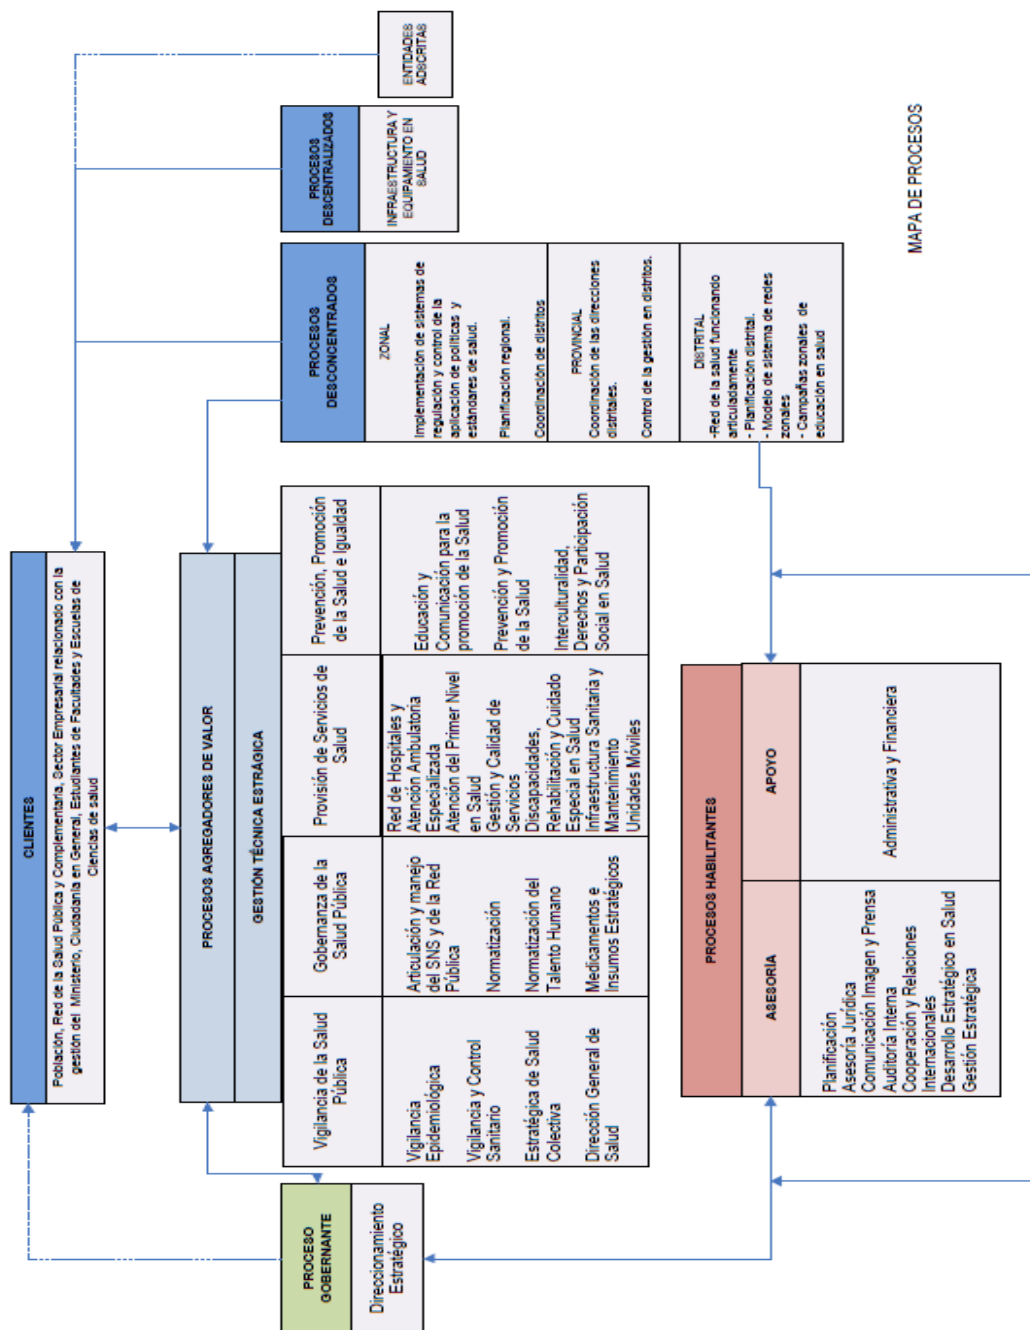 CLIENTES
Población, Red de la Salud Pública y Complementaria, Sector Empresarial relacionado con la
gestión del Ministerio, Ciudadanía en General, Estudiantes de Facultades y Escuelas de
Ciencias de salud
PROCESOS AGREGADORES DE VALOR
GESTIÓN TÉCNICA ESTRÁGICA
PROCESO
GOBERNANTE
Direccionamiento
Estratégico
Vigilancia de la Salud
Pública
Vigilancia
Epidemiológica
Vigilancia y Control
Sanitario
Estratégica de Salud
Colectiva
Dirección General de
Salud
Gobernanza de la
Salud Pública
Articulación y manejo
del SNS y de la Red
Pública
Normatización
Normatización del
Talento Humano
Medicamentos e
Insumos Estratégicos
Provisión de Servicios de
Salud
Red de Hospitales y
Atención Ambulatoria
Especializada
Atención del Primer Nivel
en Salud
Gestión y Calidad de
Servicios
Discapacidades,
Rehabilitación y Cuidado
Especial en Salud
Infraestructura Sanitaria y
Mantenimiento
Unidades Móviles
Prevención, Promoción
de la Salud e Igualdad
Educación y
Comunicación para la
promoción de la Salud
Prevención y Promoción
de la Salud
Interculturalidad,
Derechos y Participación
Social en Salud
PROCESOS
DESCONCENTRADOS
ZONAL
Implementación de sistemas de
regulación y control de la
aplicación de políticas y
estándares de salud.
Planificación regional.
Coordinación de distritos
PROVINCIAL
Coordinación de las direcciones
distritales.
Control de la gestión en distritos.
DISTRITAL
-Red de la salud funcionando
articuladamente
- Planificación distrital.
- Modelo de sistema de redes
zonales
- Campañas zonales de
educación en salud
PROCESOS
DESCENTRALIZADOS
INFRAESTRUCTURA Y
EQUIPAMIENTO EN
SALUD
ENTIDADES
ADSCRITAS
PROCESOS HABILITANTES
ASESORÍA
Planificación
Asesoría Jurídica
Comunicación Imagen y Prensa
Auditoría Interna
Cooperación y Relaciones
Internacionales
Desarrollo Estratégico en Salud
Gestión Estratégica
APOYO
Administrativa y Financiera
MAPA DE PROCESOS